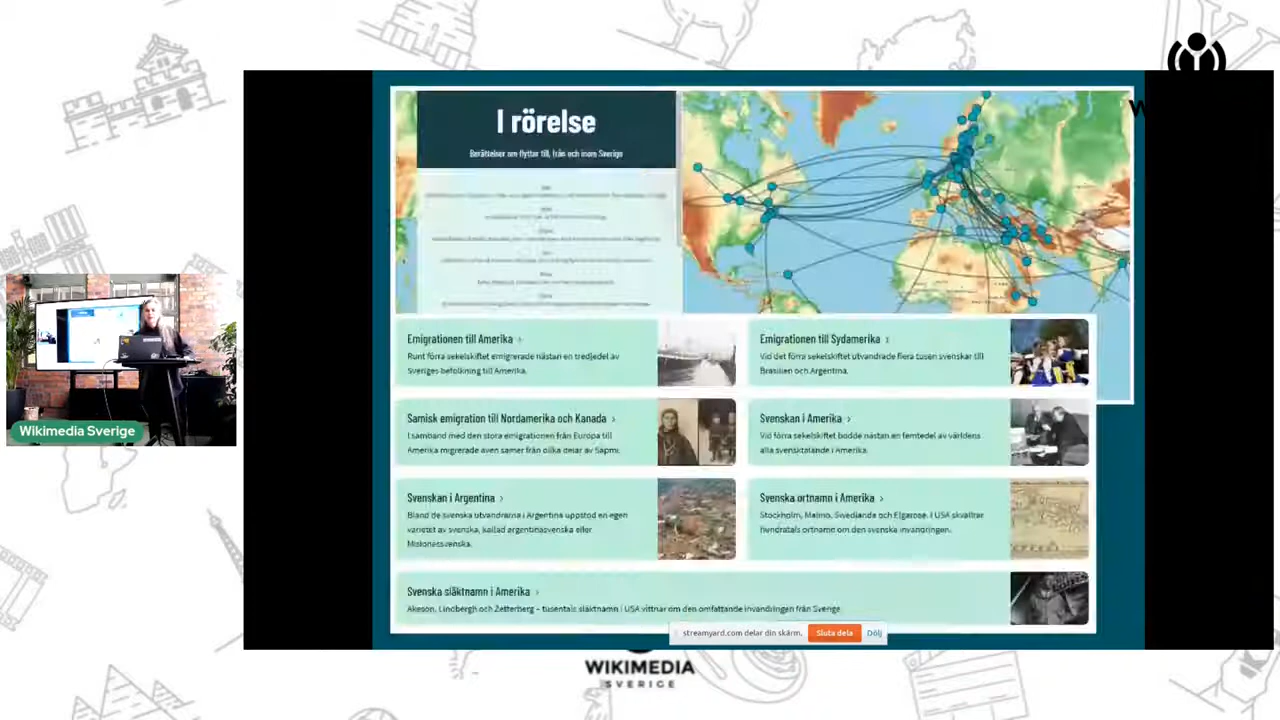 I rörelse
Berättelser om flyttar till, från och inom Sverige
Emigrationen till Amerika ›
Runt förra sekelskiftet emigrerade nästan en tredjedel av
Sveriges befolkning till Amerika.
Emigrationen till Sydamerika ›
Vid det förra sekelskiftet utvandrade flera tusen svenskar till
Brasilien och Argentina.
Samisk emigration till Nordamerika och Kanada ›
I samband med den stora emigrationen från Europa till
Amerika migrerade även samer från olika delar av Sápmi.
Svenskan i Amerika ›
Vid förra sekelskiftet bodde nästan en femtedel av världens
alla svensktalande i Amerika.
Svenskan i Argentina ›
Bland de svenska utvandrarna i Argentina uppstod en egen
varietet av svenska, kallad argentinasvenska eller
Misionessvenska.
Svenska ortnamn i Amerika ›
Stockholm, Malmo, Swedlanda och Elgarose. I USA skvallrar
hundratals ortnamn om den svenska invandringen.
Svenska släktnamn i Amerika ›
Akeson, Lindbergh och Zetterberg – tusentals släktnamn i USA vittnar om den omfattande invandringen från Sverige.
streamyard.com delar din skärm.
Sluta dela
Dölj
Wikimedia Sverige
W
WIKIMEDIA
SVERIGE